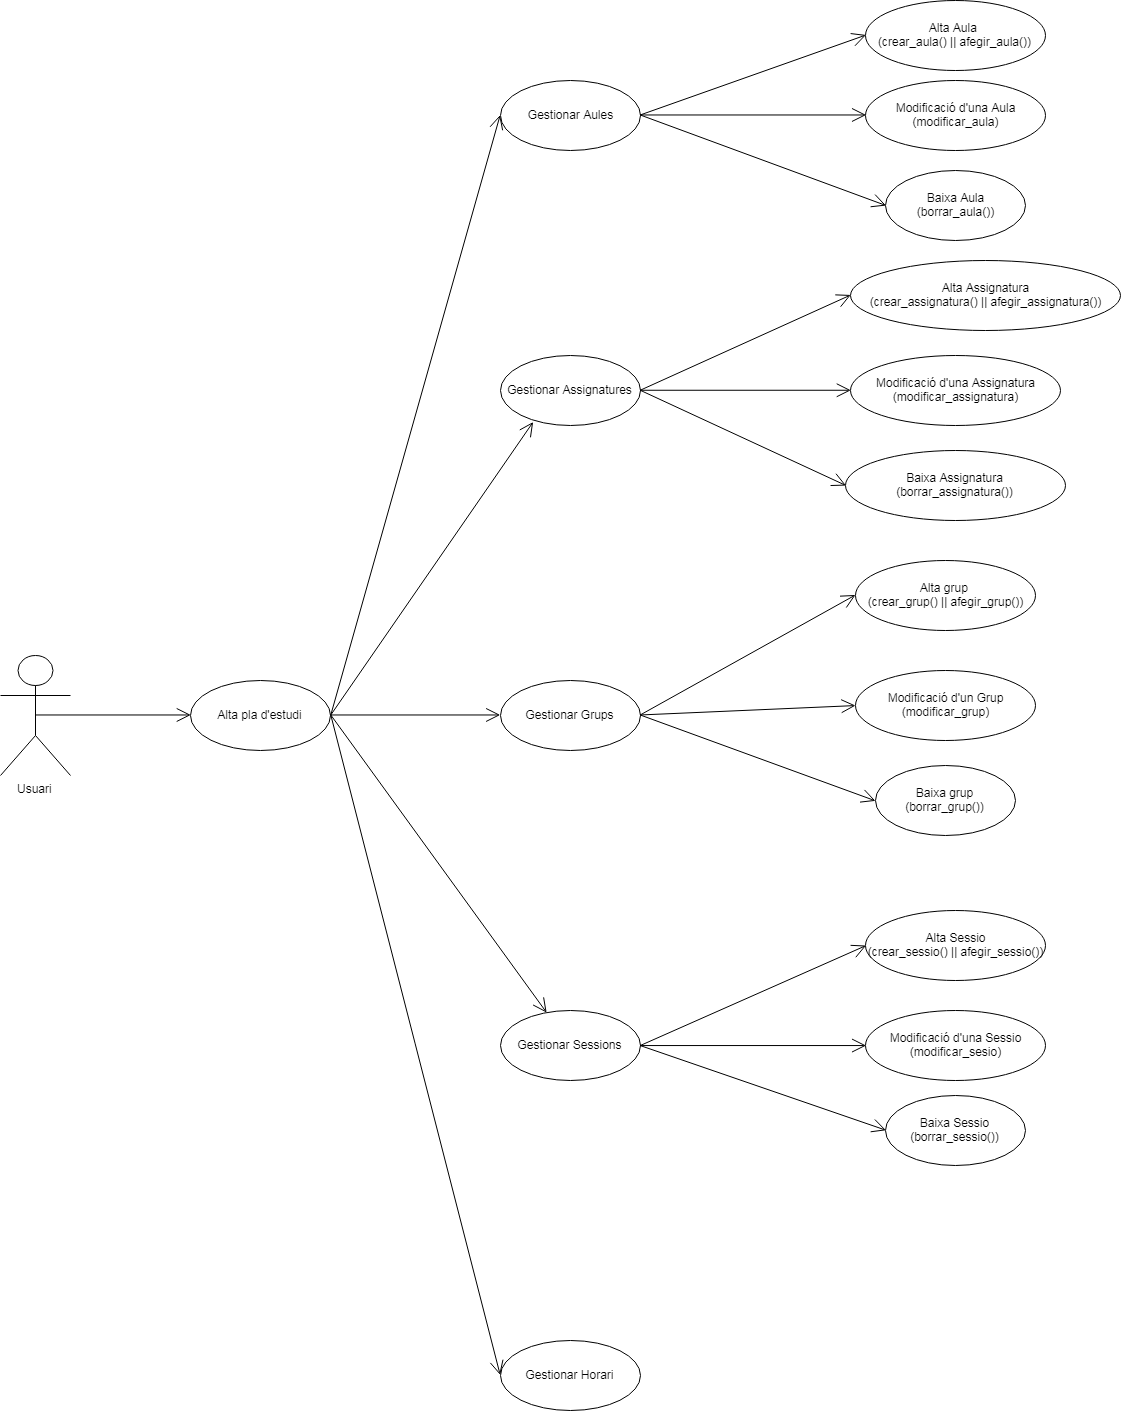 Alta Aula
(crear_aula() || afegir_aula())
Gestionar Aules
Modificació d'una Aula
(modificar_aula)
Baixa Aula
(borrar_aula())
Alta Assignatura
(crear_assignatura() || afegir_assignatura())
Gestionar Assignatures
Modificació d'una Assignatura
(modificar_assignatura)
Baixa Assignatura
(borrar_assignatura())
Alta grup
(crear_grup() || afegir_grup())
Usuari
Alta pla d'estudi
Gestionar Grups
Modificació d'un Grup
(modificar_grup)
Baixa grup
(borrar_grup())
Alta Sessio
(crear_sessio() || afegir_sessio())
Gestionar Sessions
Modificació d'una Sessio
(modificar_sesio)
Baixa Sessio
(borrar_sessio())
Gestionar Horari